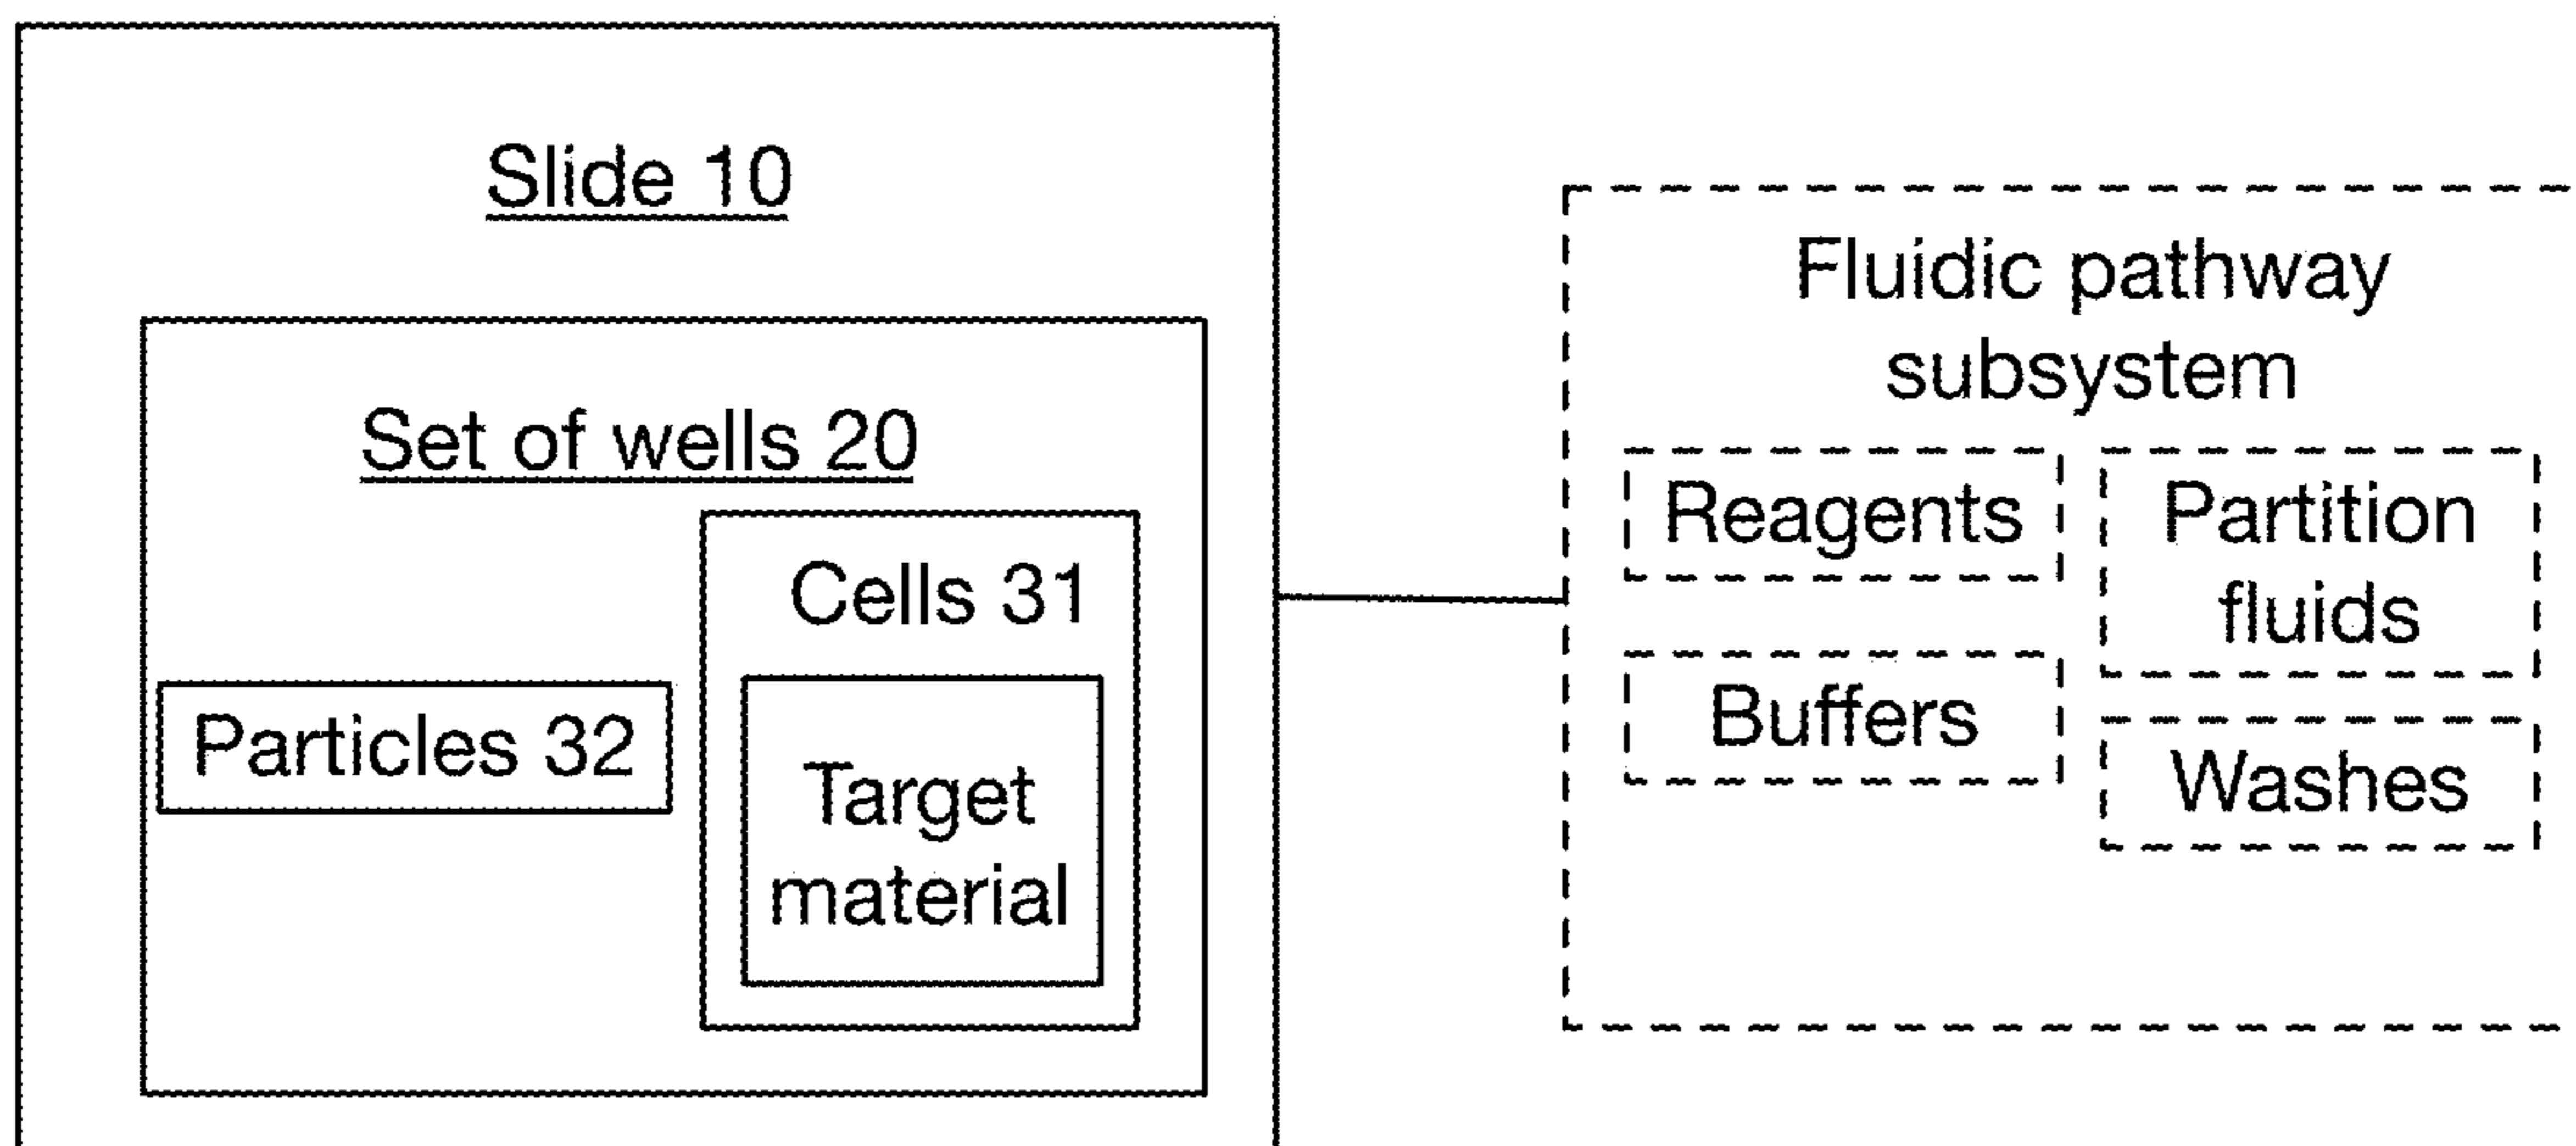 Slide 10
Set of wells 20
Cells 31
Particles 32
Target
material
Fluidic pathway
subsystem
Reagents
Partition
fluids
Buffers
Washes